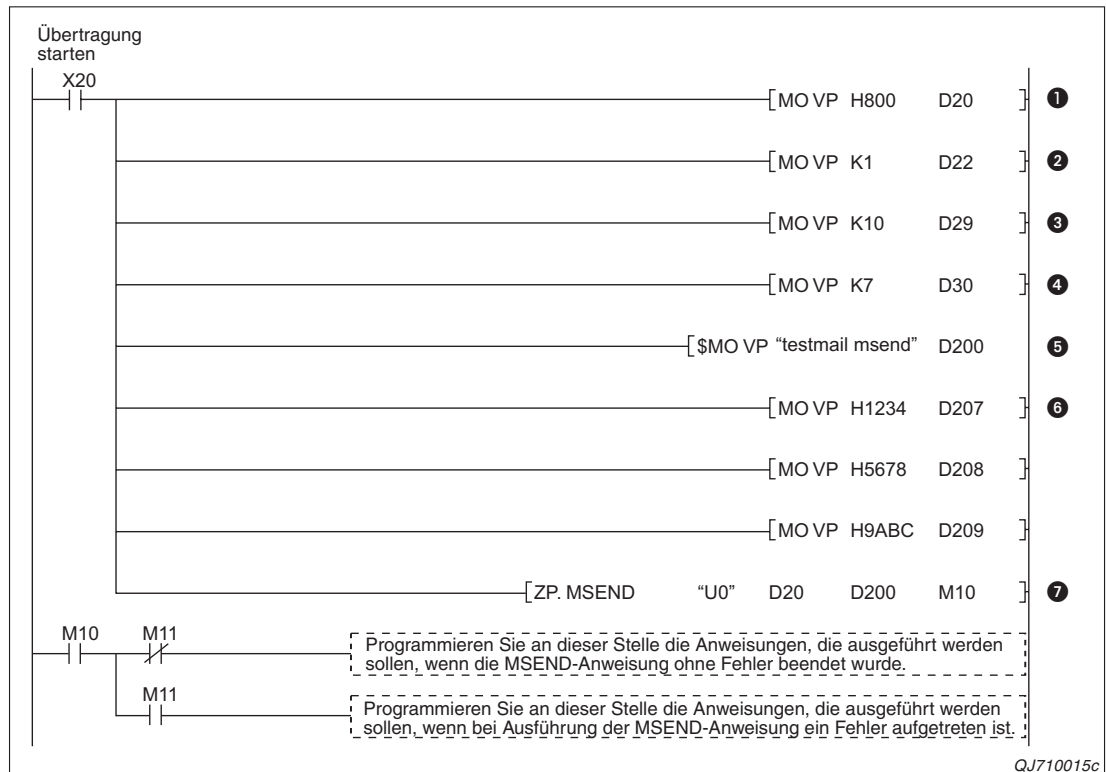 Übertragung
starten
X20
MO VP H800 D20 ❶
MO VP K1 D22 ❷
MO VP K10 D29 ❸
MO VP K7 D30 ❹
$MO VP “testmail msend” D200 ❺
MO VP H1234 D207 ❻
MO VP H5678 D208
MO VP H9ABC D209
ZP. MSEND “U0” D20 D200 M10 ❼
M10 M11
Programmieren Sie an dieser Stelle die Anweisungen, die ausgeführt werden
sollen, wenn die MSEND-Anweisung ohne Fehler beendet wurde.
M11
Programmieren Sie an dieser Stelle die Anweisungen, die ausgeführt werden
sollen, wenn bei Ausführung der MSEND-Anweisung ein Fehler aufgetreten ist.
QJ710015c